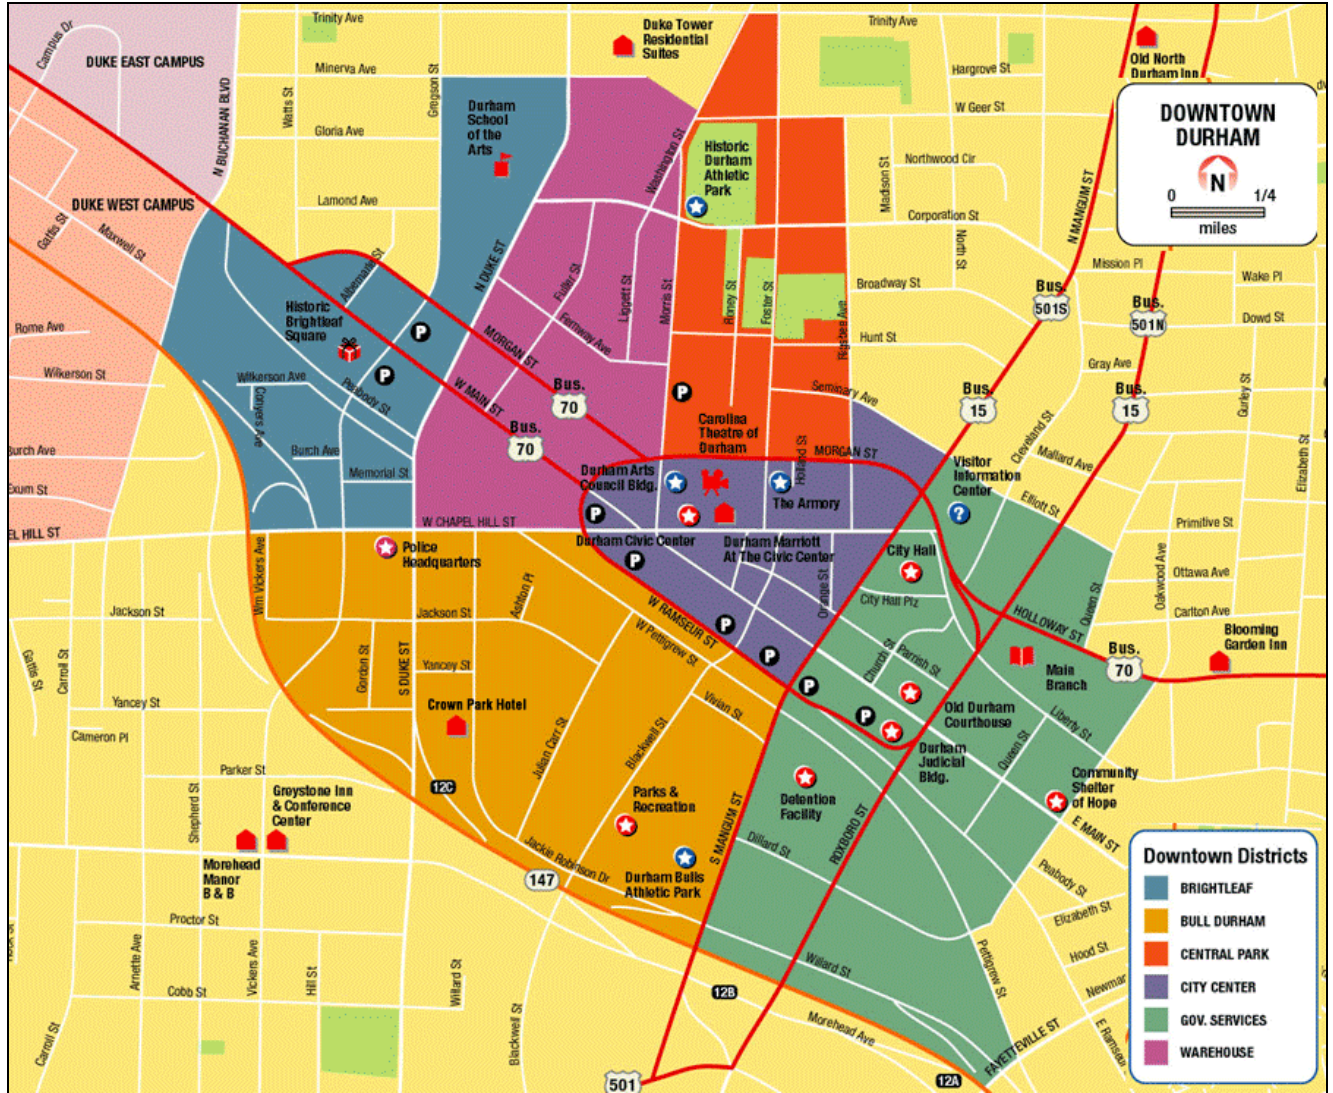 Trinity Ave
Duke Tower
Residential
Suites
Trinity Ave
Campus Dr
DUKE EAST CAMPUS
Minerva Ave
Gregson St
Watts St
N BUCHANAN BLVD
Old North
Durham Inn
Hargrove St
W Geer St
Durham
School
of the
Arts
Gloria Ave
DOWNTOWN
DURHAM
N
0 1/4
miles
Washington St
Historic
Durham
Athletic
Park
Madison St
Northwood Cir
N MANGUM ST
DUKE WEST CAMPUS
Lamond Ave
Corporation St
Gattis St
Maxwell St
North St
N DUKE ST
Albemarle St
Mission Pl
Wake Pl
Fuller St
Liggett St
Morris St
Roney St
Foster St
Broadway St
Bus.
501S
Bus.
501N
Dowd St
Historic
Brightleaf
Square
Rome Ave
P
Fernway Ave
MORGAN ST
Rigsbee Ave
Hunt St
Gray Ave
Wilkerson St
Wilkerson Ave
P
Peabody St
W MAIN ST
Bus.
70
P
Seminary Ave
Bus.
15
Bus.
15
Gurley St
Conyers Ave
Carolina
Theatre of
Durham
Cleveland St
Bus.
70
Burch Ave
Burch Ave
MORGAN ST
Holland St
Mallard Ave
Elizabeth St
Memorial St
Durham Arts
Council Bldg.
Visitor
Information
Center
?
Exum St
The Armory
Elliott St
P
W CHAPEL HILL ST
EL HILL ST
Primitive St
Durham Civic Center
Durham Marriott
At The Civic Center
City Hall
Police
Headquarters
P
Wm Vickers Ave
Orange St
Oakwood Ave
Ottawa Ave
Queen St
Ashton Pl
City Hall Plz
Jackson St
Jackson St
W RAMSEUR ST
P
HOLLOWAY ST
Carlton Ave
W Pettigrew St
Blooming
Garden Inn
Gattis St
Carroll St
Gordon St
S DUKE ST
Yancey St
P
Church St
Parrish St
Main
Branch
Bus.
70
P
Yancey St
Crown Park Hotel
Vivian St
P
Old Durham
Courthouse
Liberty St
Cameron Pl
Julian Carr St
Blackwell St
Queen St
Durham
Judicial
Bldg.
Parker St
12C
Detention
Facility
Community
Shelter
of Hope
Shepherd St
Greystone Inn
& Conference
Center
Parks &
Recreation
S MANGUM ST
ROXBORO ST
E MAIN ST
Dillard St
Morehead
Manor
B & B
Jackie Robinson Dr
147
Durham Bulls
Athletic Park
Peabody St
Downtown Districts
BRIGHTLEAF
BULL DURHAM
CENTRAL PARK
CITY CENTER
GOV. SERVICES
WAREHOUSE
Proctor St
Elizabeth St
Hood St
Pettigrew St
Arnette Ave
Vickers Ave
Hill St
Willard St
Willard St
Cobb St
12B
Newmar
Carroll St
Blackwell St
Morehead Ave
E Ramseur
FAYETTEVILLE ST
501
12A